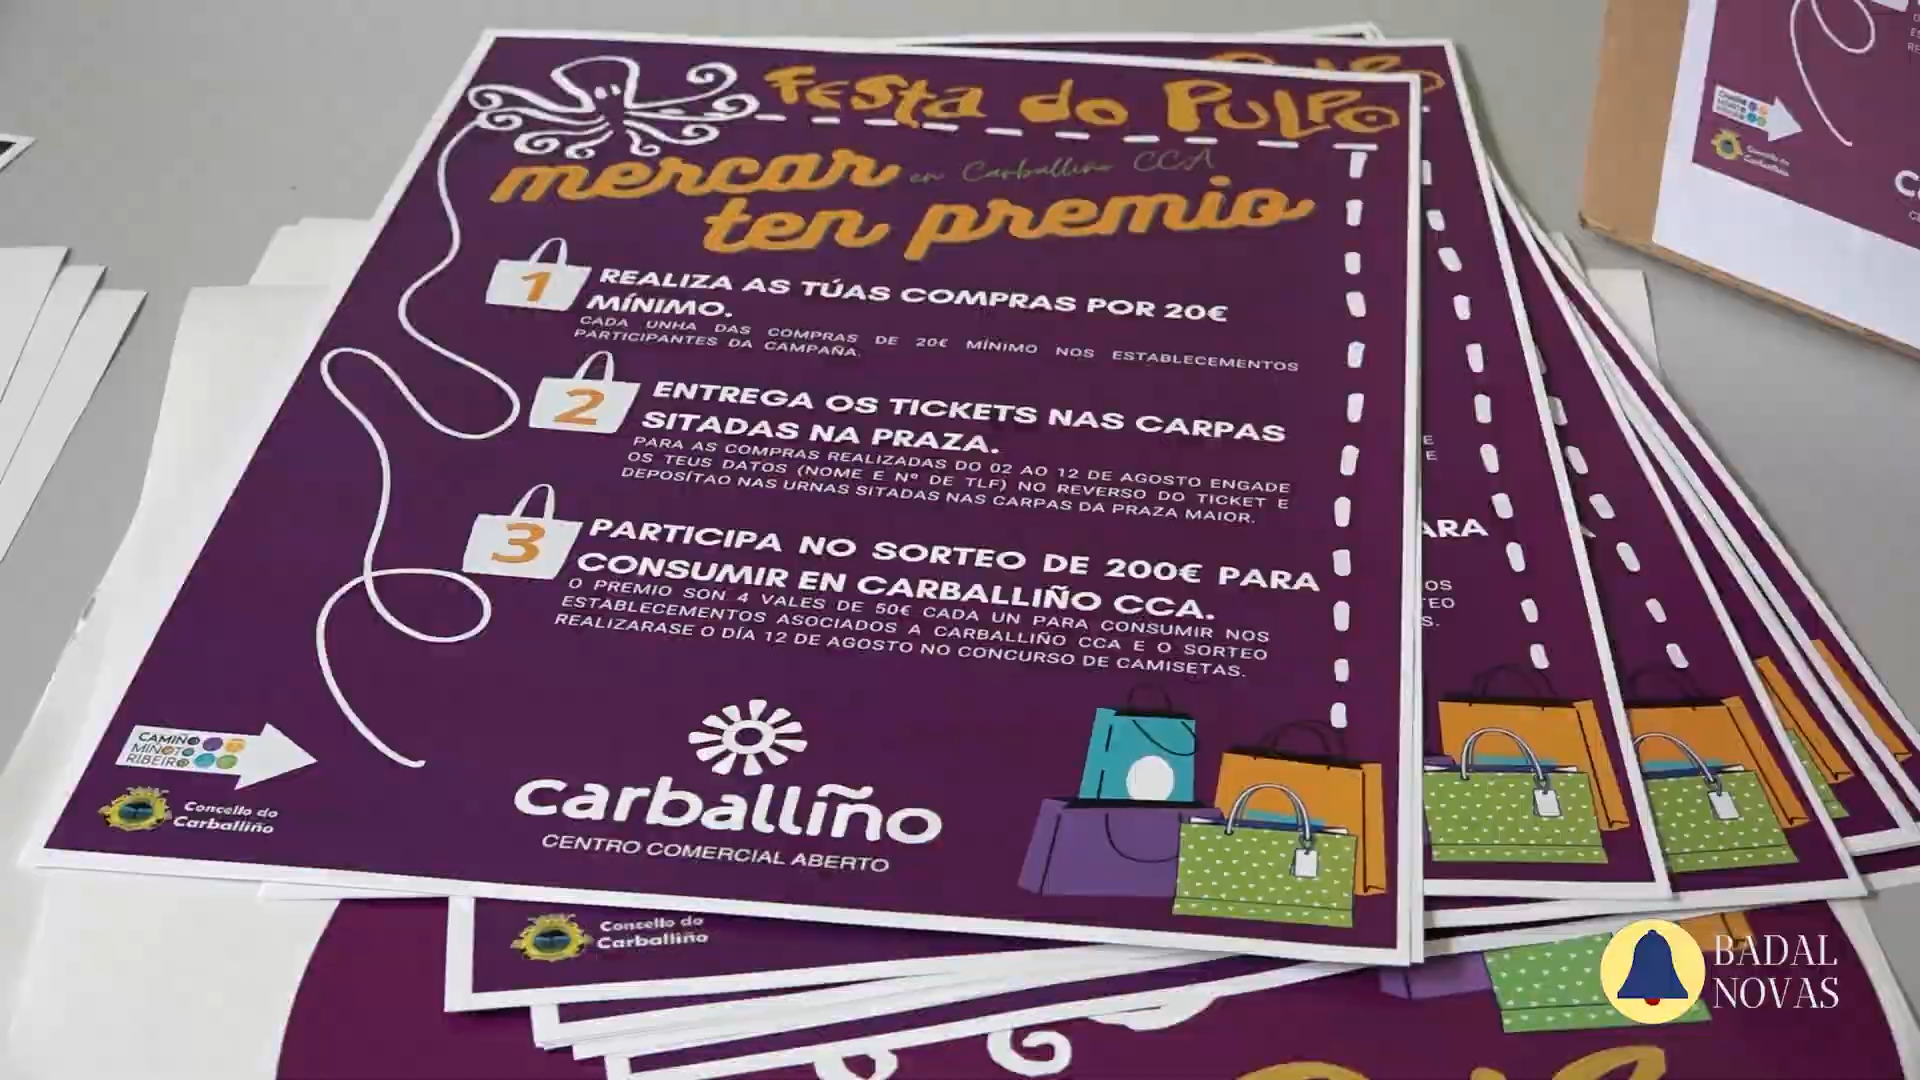 FESta do PULPo
mercar en Carballiño CCA
ten premio
1 REALIZA AS TÚAS COMPRAS POR 20€
MÍNIMO.
CADA UNHA DAS COMPRAS DE 20€ MÍNIMO NOS ESTABLECEMENTOS
PARTICIPANTES DA CAMPAÑA.
2 ENTREGA OS TICKETS NAS CARPAS
SITADAS NA PRAZA.
PARA AS COMPRAS REALIZADAS DO 02 AO 12 DE AGOSTO ENGADE
OS TEUS DATOS (NOME E Nº DE TLF) NO REVERSO DO TICKET E
DEPOSÍTAO NAS URNAS SITADAS NAS CARPAS DA PRAZA MAIOR.
3 PARTICIPA NO SORTEO DE 200€ PARA
CONSUMIR EN CARBALLIÑO CCA.
O PREMIO SON 4 VALES DE 50€ CADA UN PARA CONSUMIR NOS
ESTABLECEMENTOS ASOCIADOS A CARBALLIÑO CCA E O SORTEO
REALIZARASE O DÍA 12 DE AGOSTO NO CONCURSO DE CAMISETAS.
CAMIÑO
MIÑOTO
RIBEIRO
Concello do
Carballiño
carballiño
CENTRO COMERCIAL ABERTO
Concello do
Carballiño
Concello do
Carballiño
BADAL
NOVAS